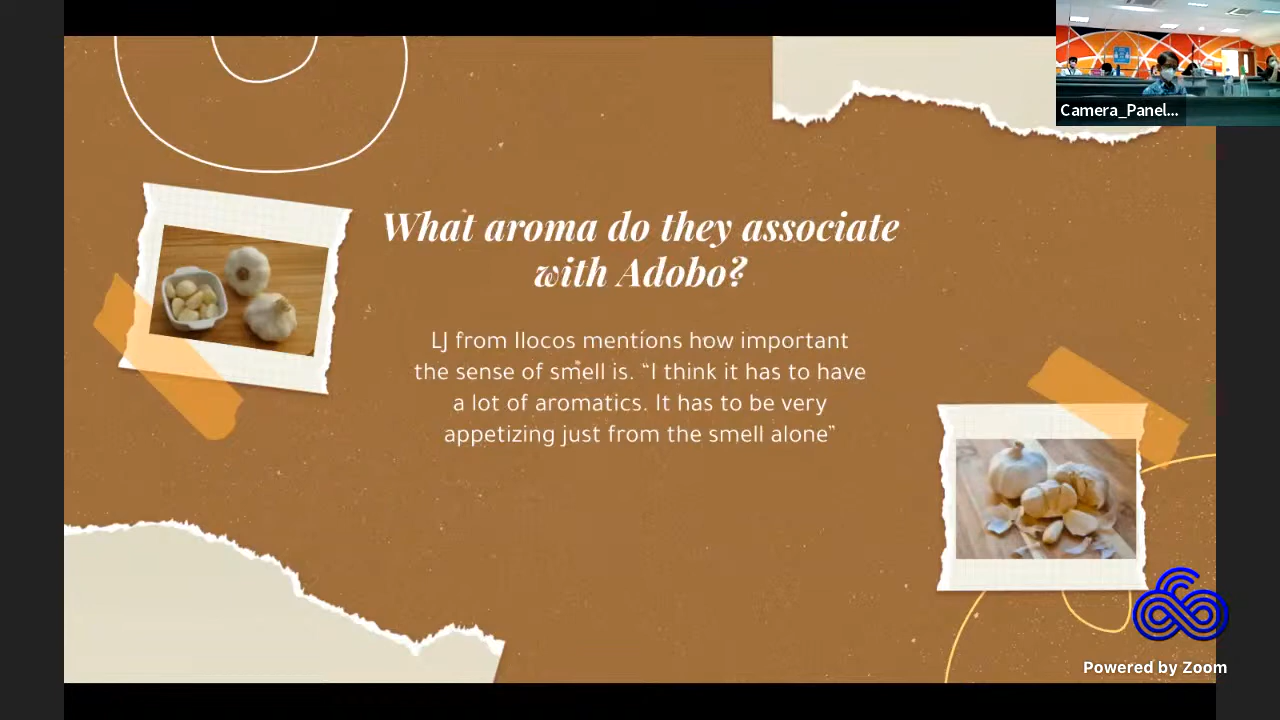 Camera_Panel...
What aroma do they associate
with Adobo?
LJ from Ilocos mentions how important
the sense of smell is. “I think it has to have
a lot of aromatics. It has to be very
appetizing just from the smell alone”
Powered by Zoom